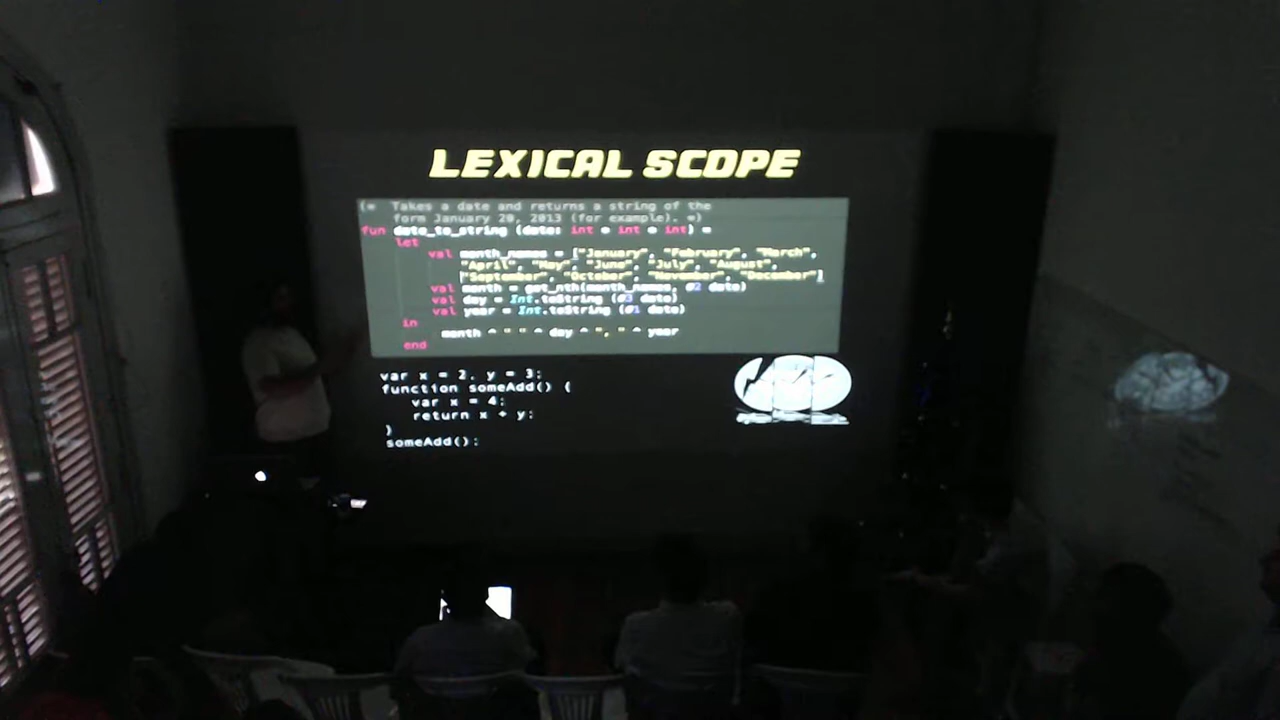 LEXICAL SCOPE
(* Takes a date and returns a string of the
form January 20, 2013 (for example). *)
fun date_to_string (date: int * int * int) =
let
val month_names = ["January", "February", "March",
"April", "May", "June", "July", "August",
"September", "October", "November", "December"]
val month = get_nth(month_names, #2 date)
val day = Int.toString (#3 date)
val year = Int.toString (#1 date)
in
month ^ " " ^ day ^ ", " ^ year
end
var x = 2, y = 3;
function someAdd() {
var x = 4;
return x + y;
}
someAdd();